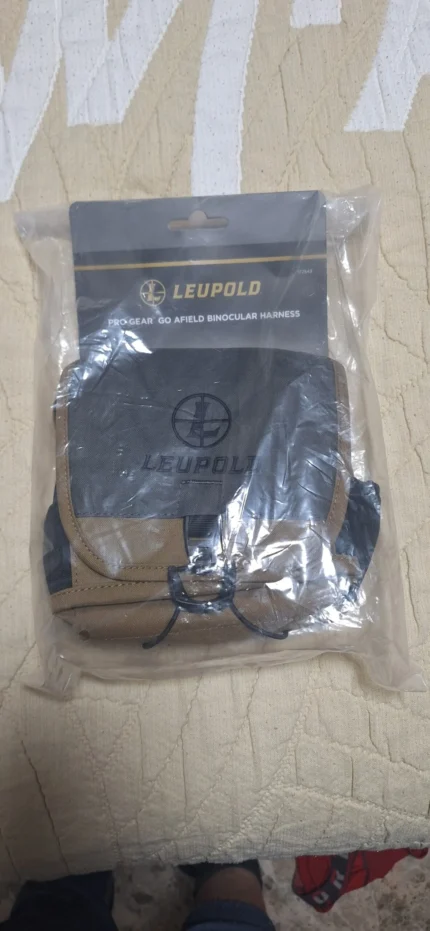 LEUPOLD
PRO GEAR GO AFIELD BINOCULAR HARNESS
LEUPOLD